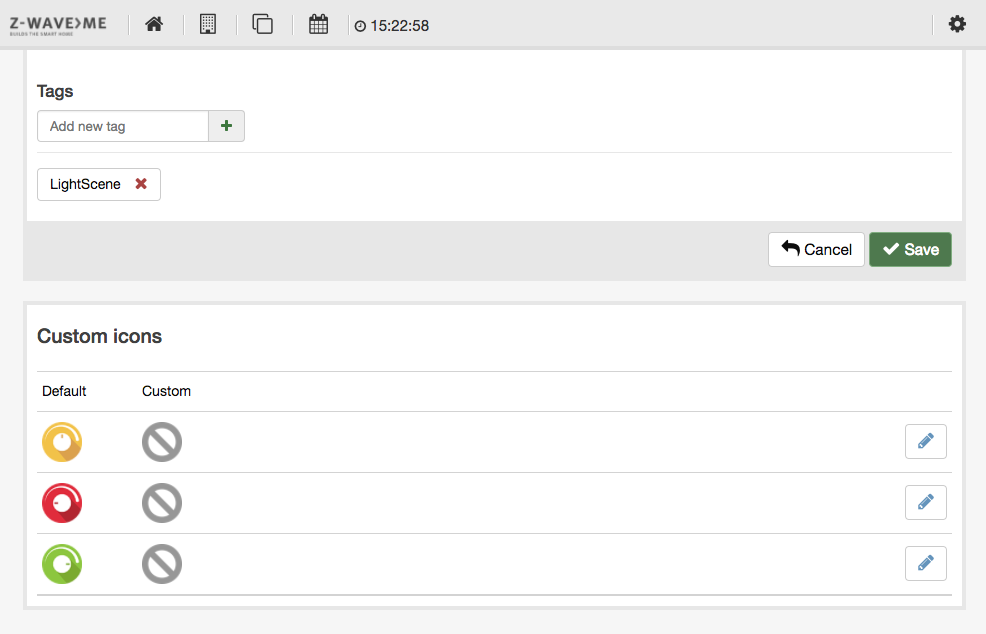 Z-WAVE>ME
BUILDS THE SMART HOME
15:22:58
Tags
Add new tag
LightScene
Cancel
Save
Custom icons
Default
Custom